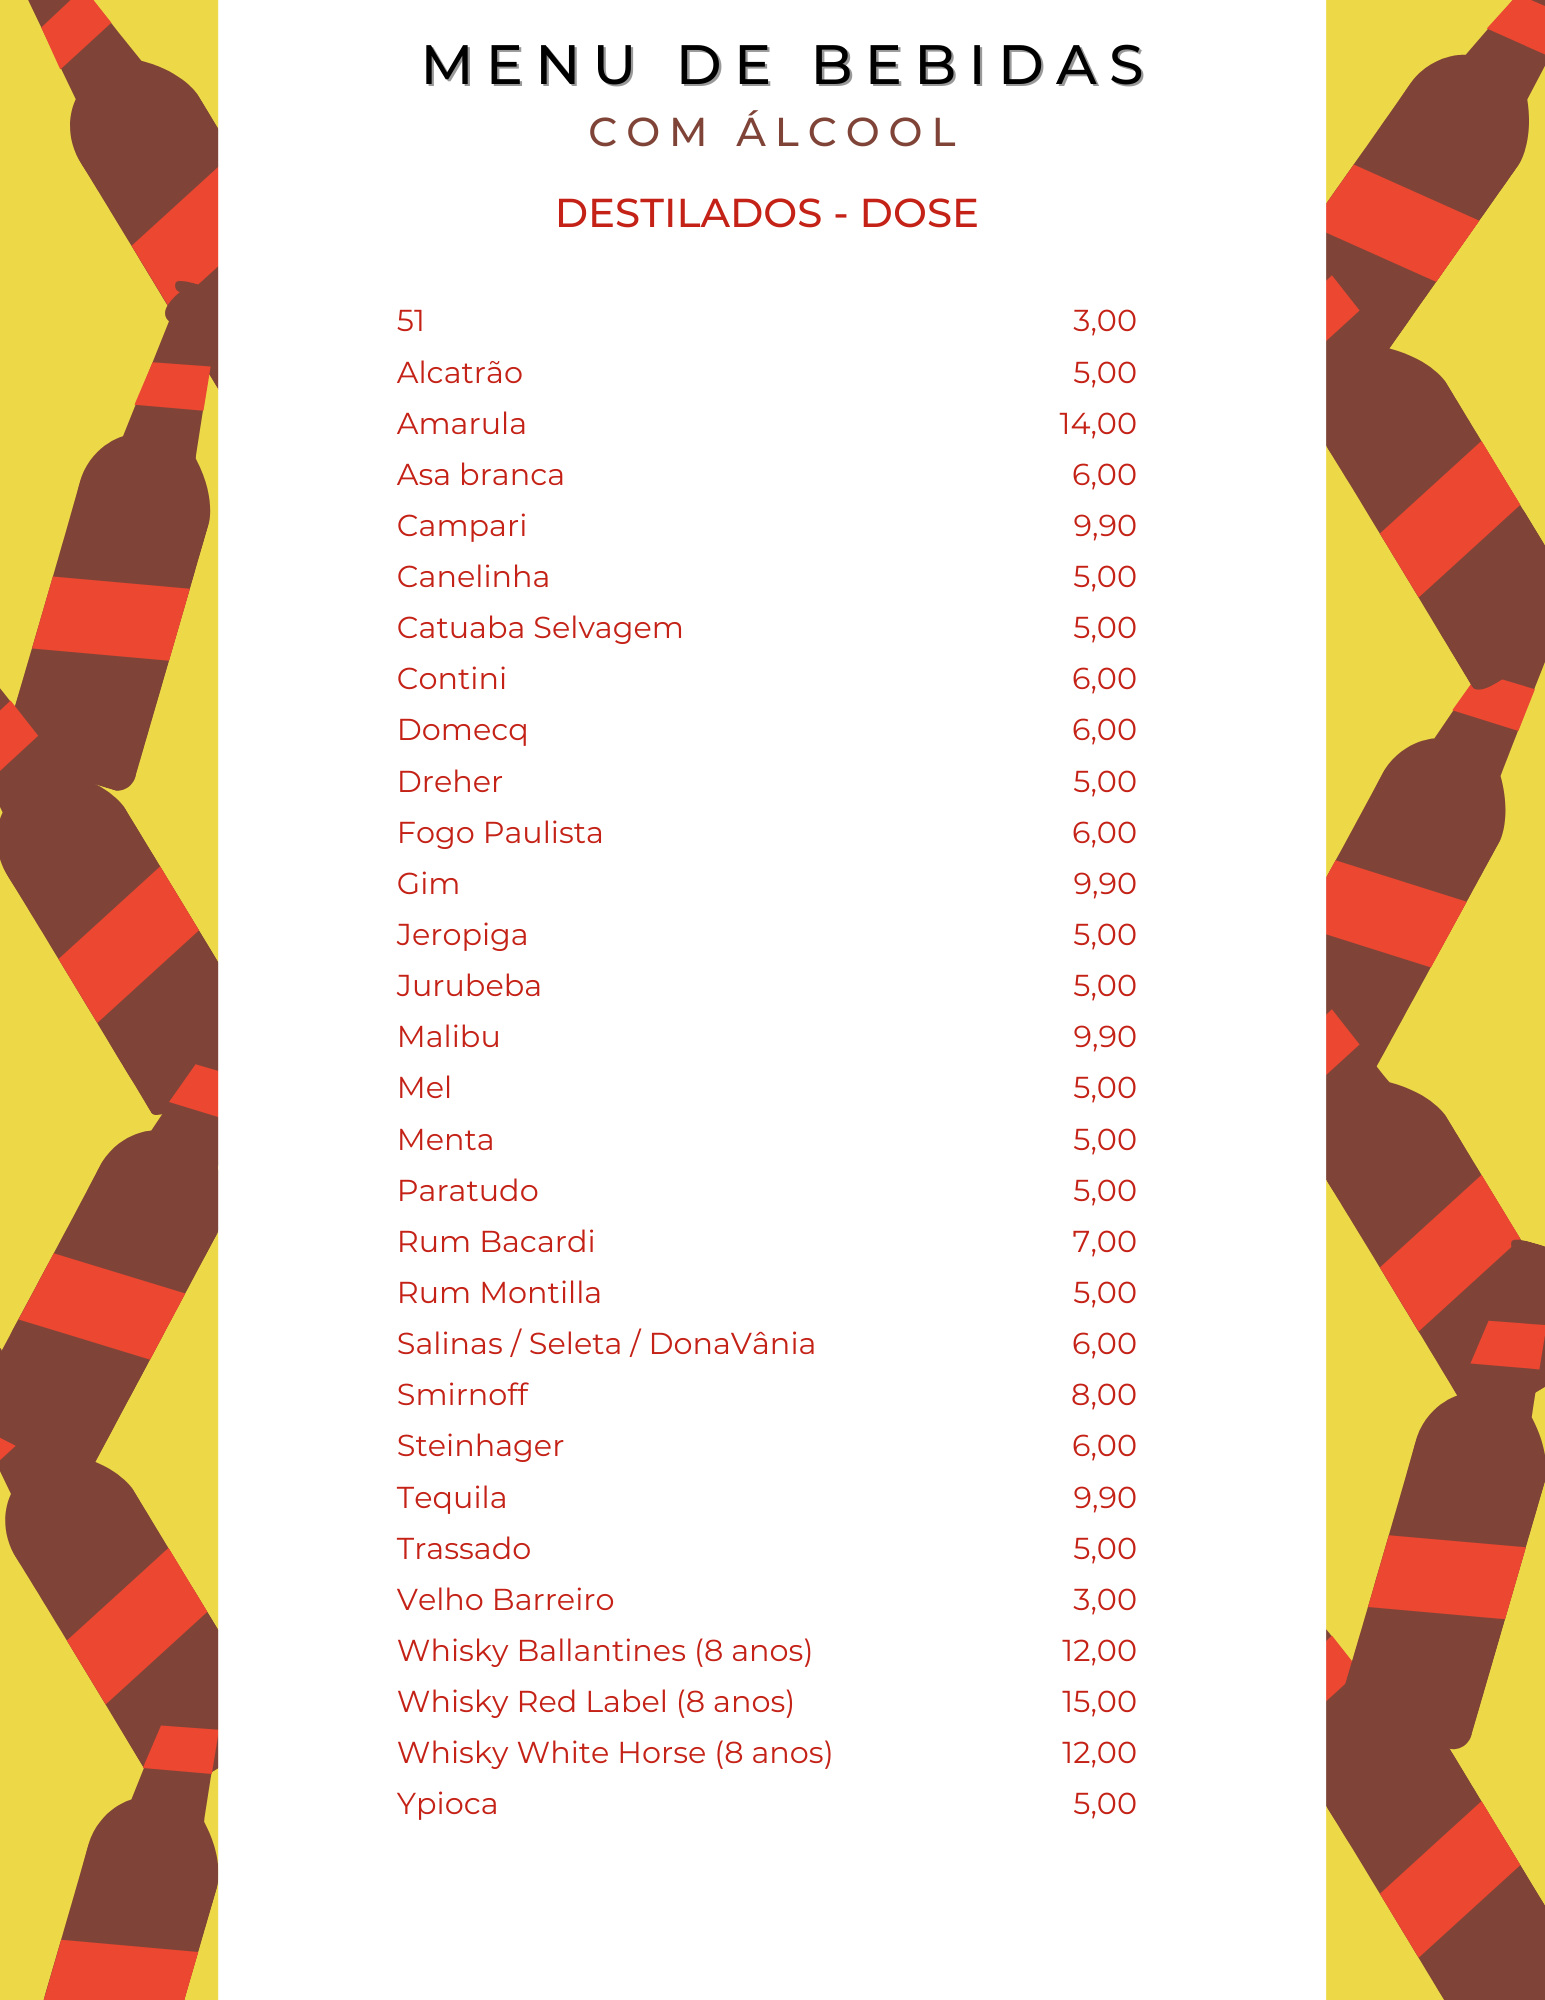 MENU DE BEBIDAS
COM ÁLCOOL
DESTILADOS - DOSE
51 3,00
Alcatrão 5,00
Amarula 14,00
Asa branca 6,00
Campari 9,90
Canelinha 5,00
Catuaba Selvagem 5,00
Contini 6,00
Domecq 6,00
Dreher 5,00
Fogo Paulista 6,00
Gim 9,90
Jeropiga 5,00
Jurubeba 5,00
Malibu 9,90
Mel 5,00
Menta 5,00
Paratudo 5,00
Rum Bacardi 7,00
Rum Montilla 5,00
Salinas / Seleta / DonaVânia 6,00
Smirnoff 8,00
Steinhager 6,00
Tequila 9,90
Trassado 5,00
Velho Barreiro 3,00
Whisky Ballantines (8 anos) 12,00
Whisky Red Label (8 anos) 15,00
Whisky White Horse (8 anos) 12,00
Ypioca 5,00